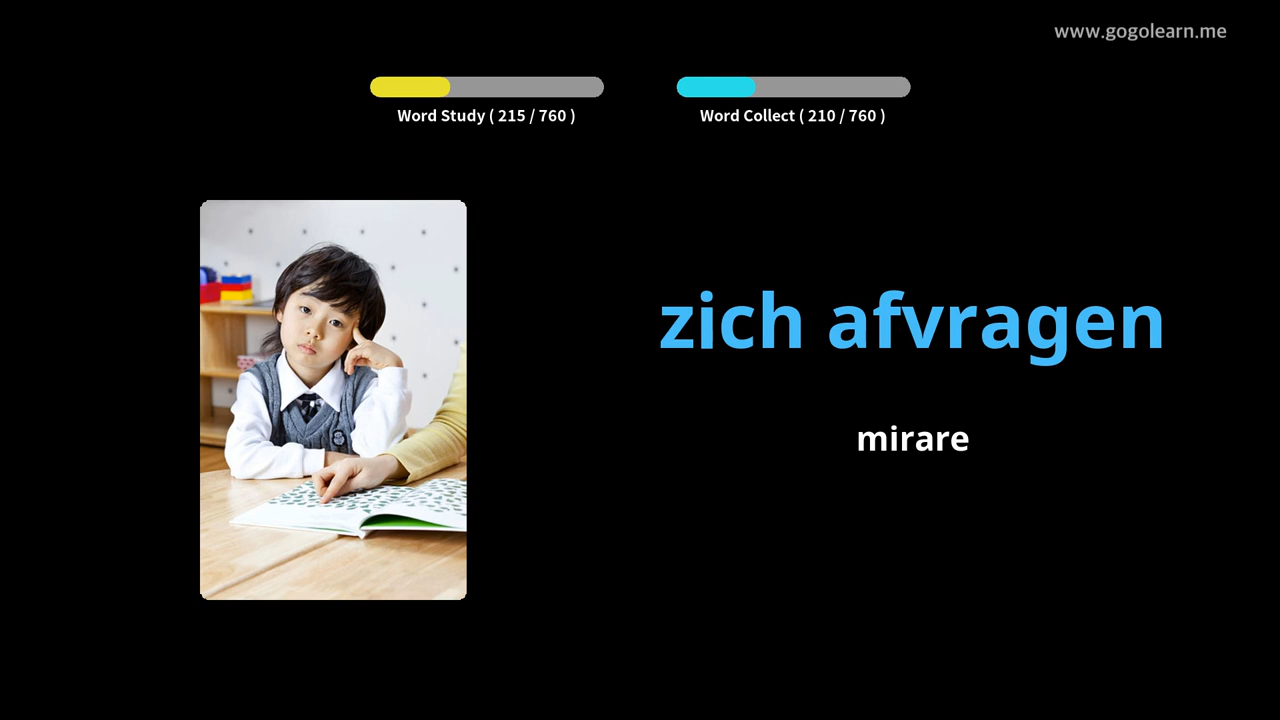 www.gogolearn.me
Word Study ( 215 / 760 )
Word Collect ( 210 / 760 )
zich afvragen
mirare